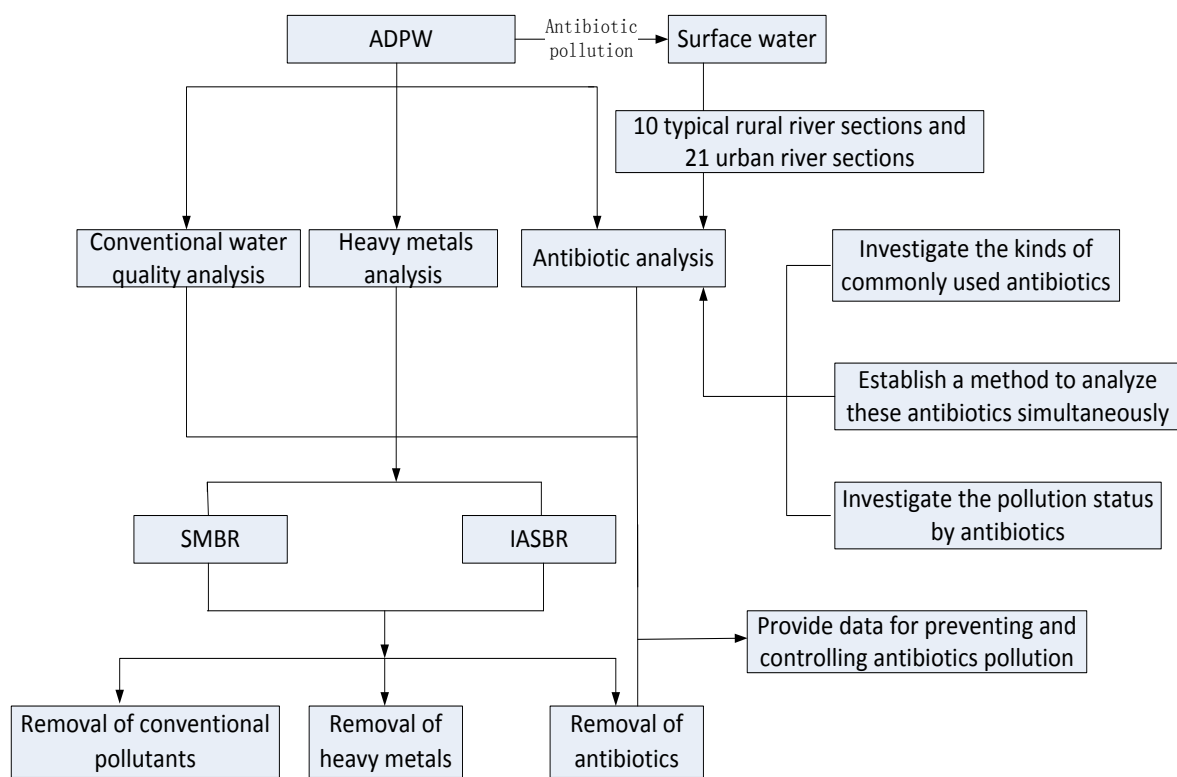 ADPW
Antibiotic
pollution
Surface water
10 typical rural river sections and
21 urban river sections
Conventional water
quality analysis
Heavy metals
analysis
Antibiotic analysis
Investigate the kinds of
commonly used antibiotics
Establish a method to analyze
these antibiotics simultaneously
Investigate the pollution status
by antibiotics
SMBR
IASBR
Provide data for preventing and
controlling antibiotics pollution
Removal of conventional
pollutants
Removal of
heavy metals
Removal of
antibiotics